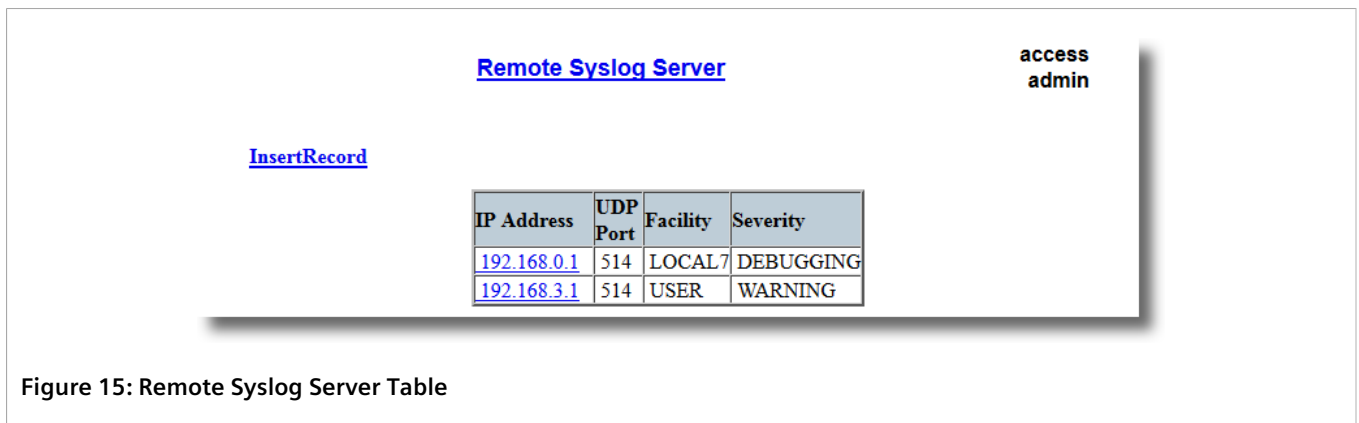 Remote Syslog Server
access
admin
InsertRecord
IP Address UDP Port Facility Severity
192.168.0.1 514 LOCAL7 DEBUGGING
192.168.3.1 514 USER WARNING
Figure 15: Remote Syslog Server Table